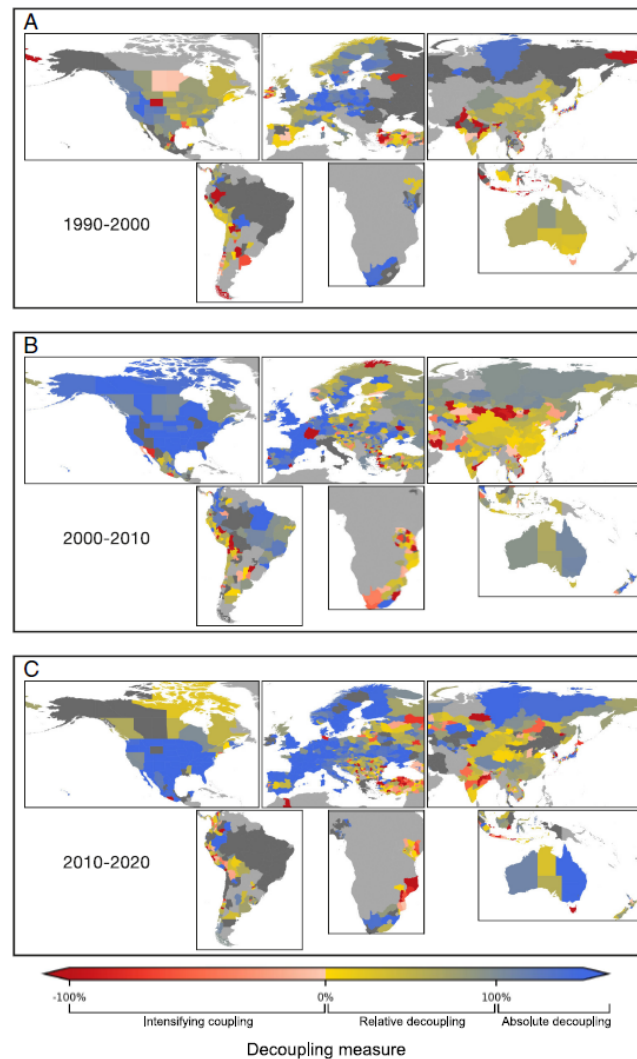 A
1990-2000
B
2000-2010
C
2010-2020
-100% 0% 100%
Intensifying coupling Relative decoupling Absolute decoupling
Decoupling measure